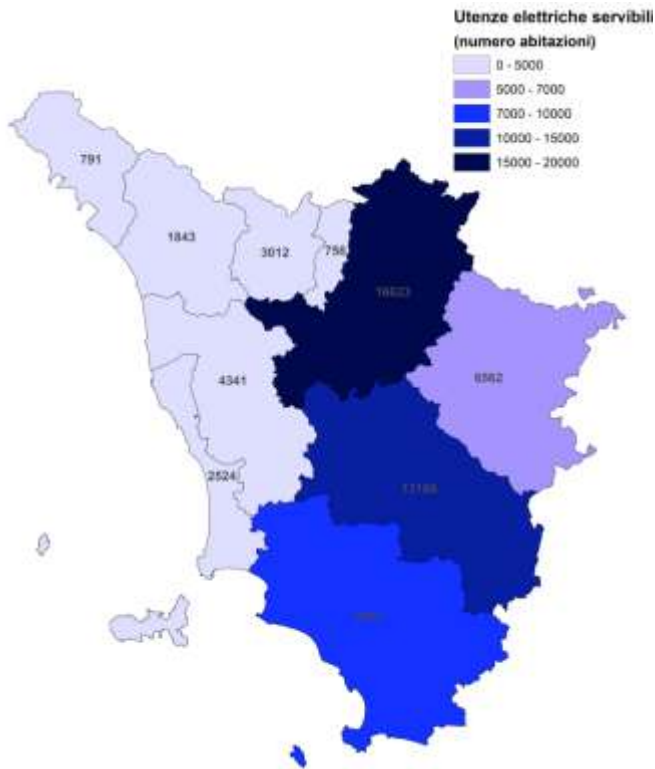 Utenze elettriche servibili
(numero abitazioni)
0 - 5000
5000 - 7000
7000 - 10000
10000 - 15000
15000 - 20000
791
1843
3012
756
4341
2524